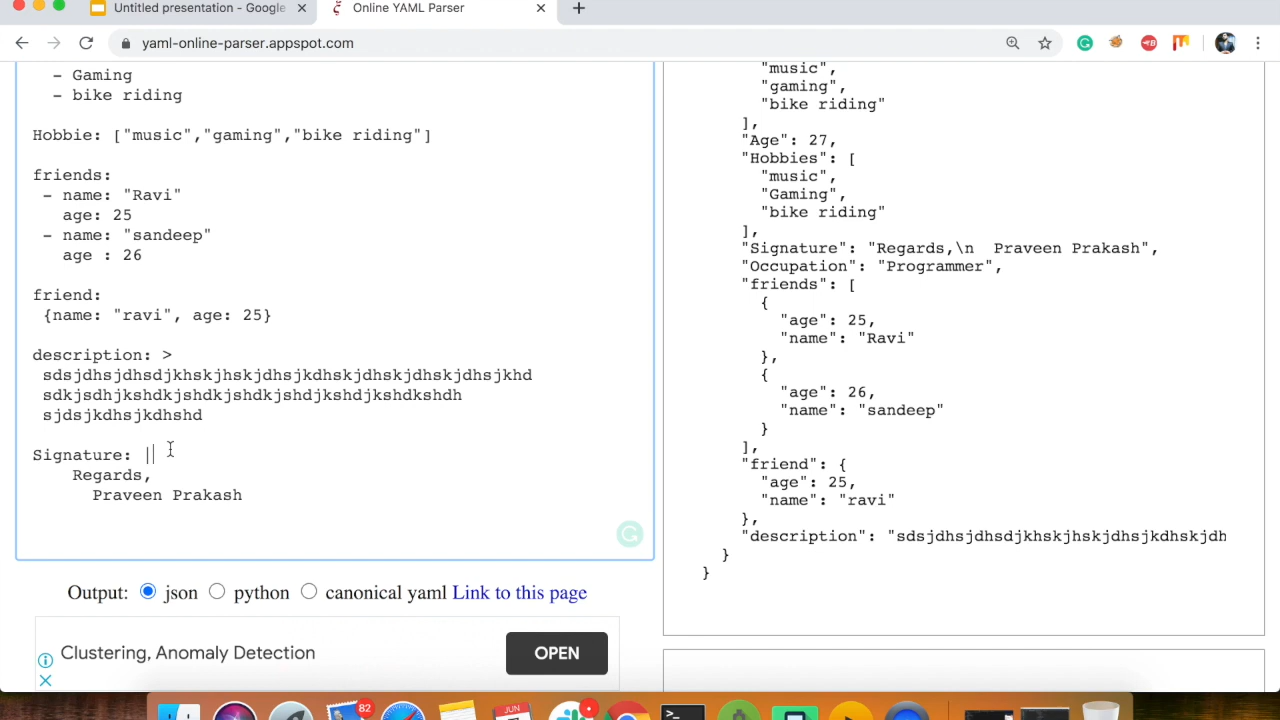 Untitled presentation - Google
Online YAML Parser
yaml-online-parser.appspot.com
- Gaming
- bike riding
Hobbie: ["music","gaming","bike riding"]
friends:
- name: "Ravi"
age: 25
- name: "sandeep"
age : 26
friend:
{name: "ravi", age: 25}
description: >
sdsjdhsjdhsdjkhskjhskjdhsjkdhskjdhskjdhskjdhsjkhd
sdkjsdhjkshdkjshdkjshdkjshdjkshdjkshdkshdh
sjdsjkdhsjkdhshd
Signature: |
Regards,
Praveen Prakash
Output: json python canonical yaml Link to this page
Clustering, Anomaly Detection
OPEN
"music",
"gaming",
"bike riding"
],
"Age": 27,
"Hobbies": [
"music",
"Gaming",
"bike riding"
],
"Signature": "Regards,\n  Praveen Prakash",
"Occupation": "Programmer",
"friends": [
{
"age": 25,
"name": "Ravi"
},
{
"age": 26,
"name": "sandeep"
}
],
"friend": {
"age": 25,
"name": "ravi"
},
"description": "sdsjdhsjdhsdjkhskjhskjdhsjkdhskjdh
}
}
82
JUN